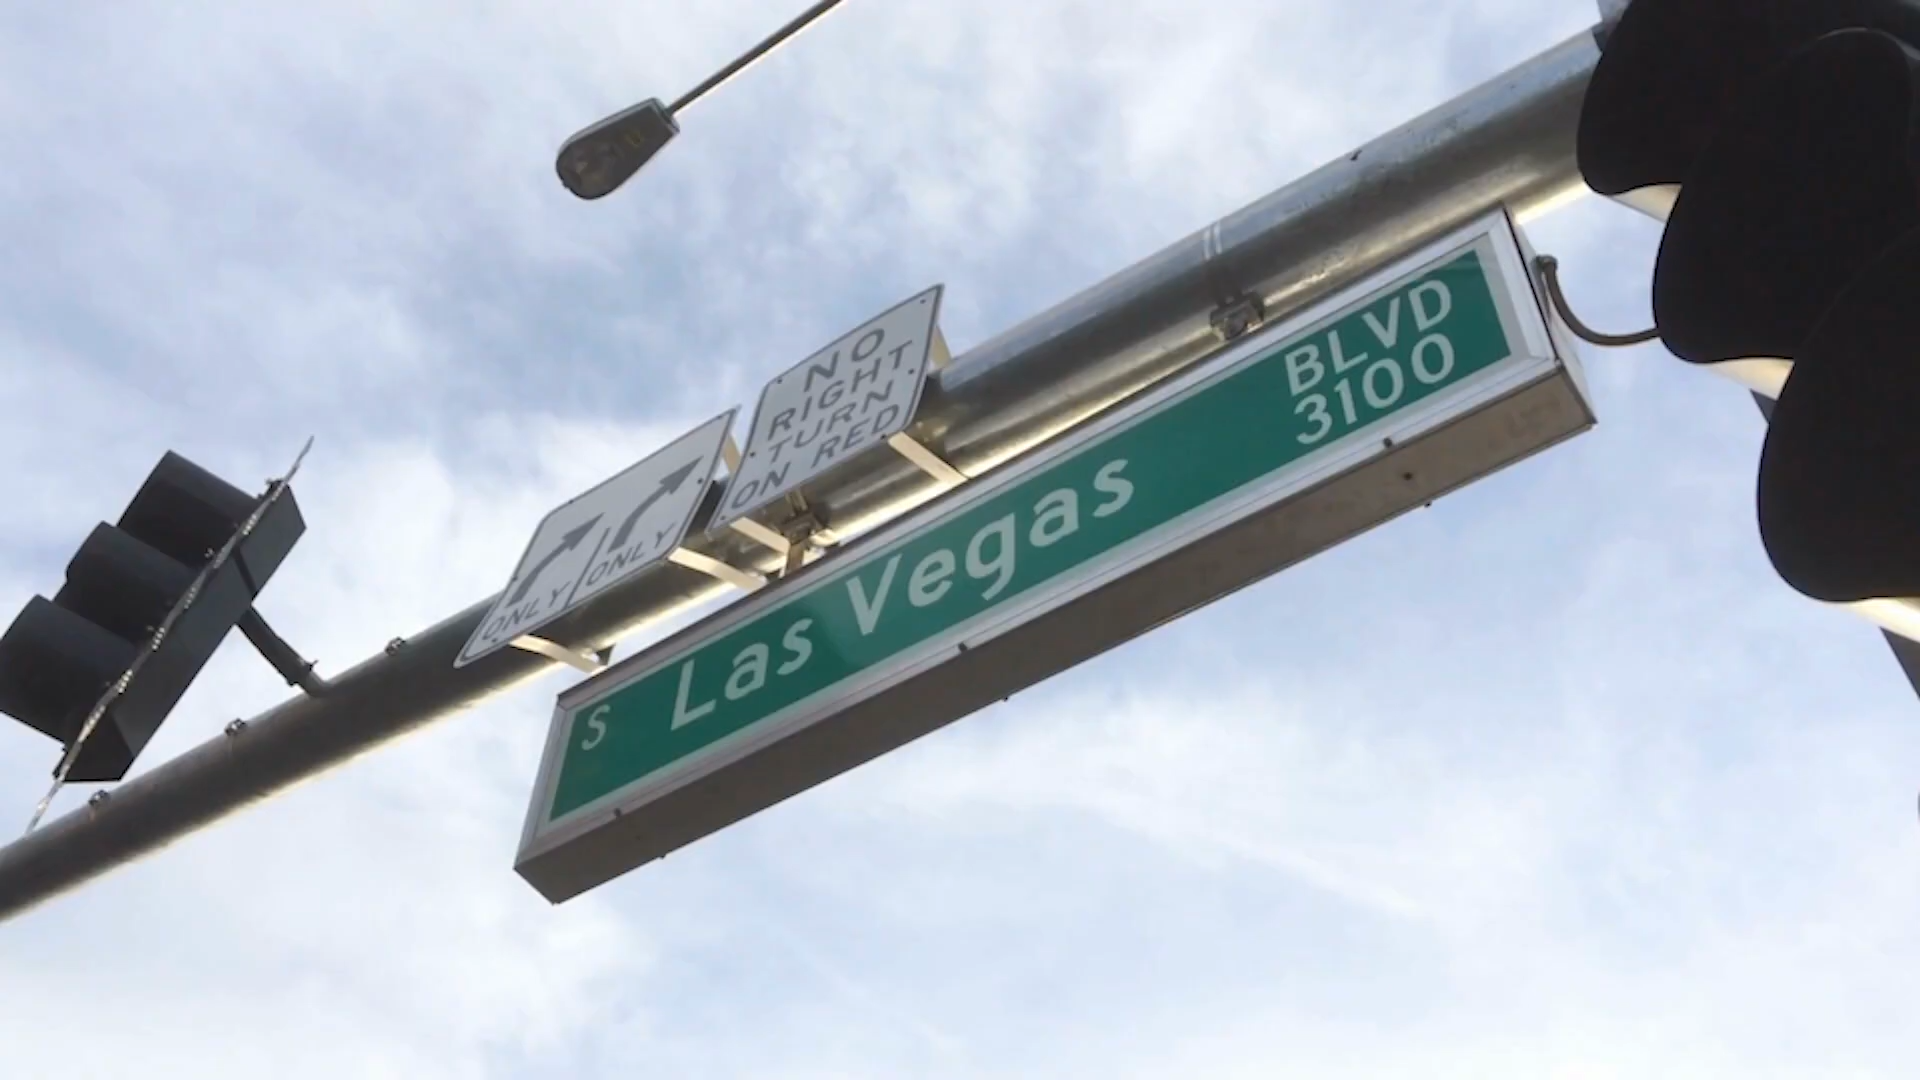 NO
RIGHT
TURN
ON RED
ONLY ONLY
S Las Vegas BLVD
3100